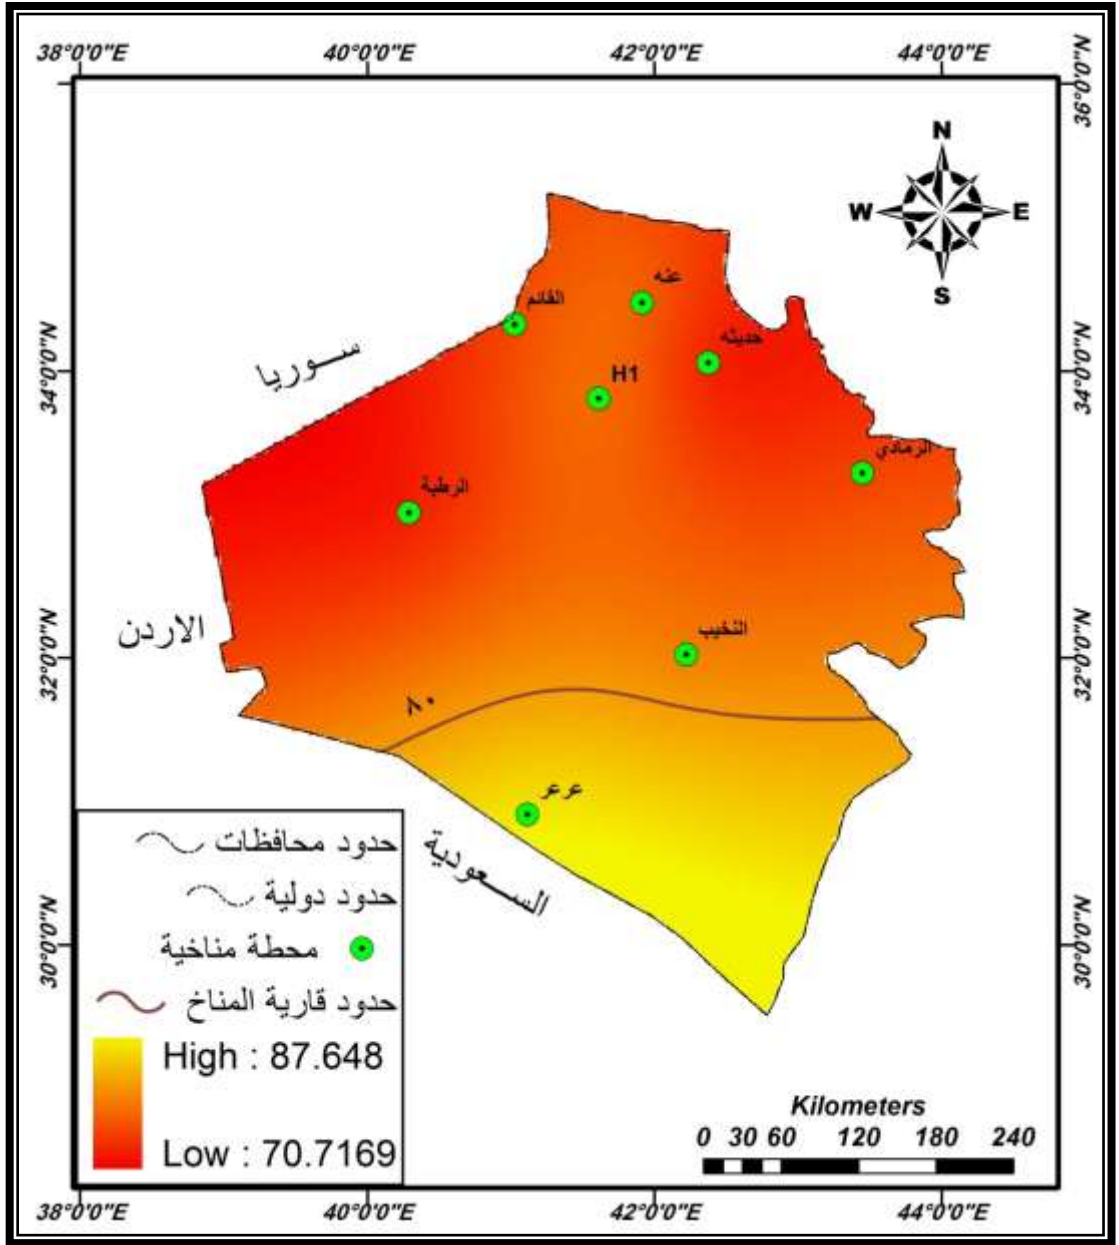 38°0'0"E 40°0'0"E 42°0'0"E 44°0'0"E
36°0'0"N
N
W E
S
عنه
القائم
حديثه
سوريا
H1
34°0'0"N 34°0'0"N
الرمادي
الرطبة
الاردن
النخيب
32°0'0"N 32°0'0"N
٨٠
عرعر
السعودية
حدود محافظات
حدود دولية
محطة مناخية
حدود قارية المناخ
30°0'0"N 30°0'0"N
High : 87.648
Low : 70.7169
Kilometers
0 30 60 120 180 240
38°0'0"E 40°0'0"E 42°0'0"E 44°0'0"E